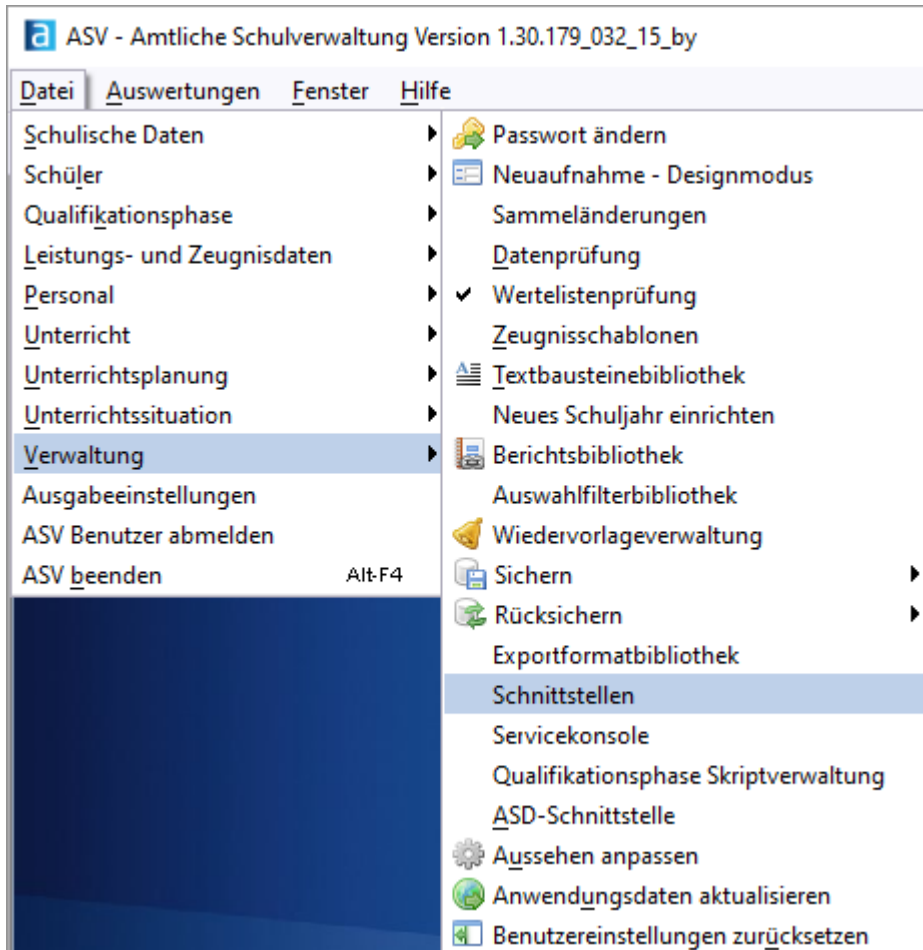 ASV - Amtliche Schulverwaltung Version 1.30.179_032_15_by
Datei Auswertungen Fenster Hilfe
Schulische Daten
Schüler
Qualifikationsphase
Leistungs- und Zeugnisdaten
Personal
Unterricht
Unterrichtsplanung
Unterrichtssituation
Verwaltung
Ausgabeeinstellungen
ASV Benutzer abmelden
ASV beenden Alt-F4
Passwort ändern
Neuaufnahme - Designmodus
Sammeländerungen
Datenprüfung
Wertelistenprüfung
Zeugnisschablonen
Textbausteinebibliothek
Neues Schuljahr einrichten
Berichtsbibliothek
Auswahlfilterbibliothek
Wiedervorlageverwaltung
Sichern
Rücksichern
Exportformatbibliothek
Schnittstellen
Servicekonsole
Qualifikationsphase Skriptverwaltung
ASD-Schnittstelle
Aussehen anpassen
Anwendungsdaten aktualisieren
Benutzereinstellungen zurücksetzen